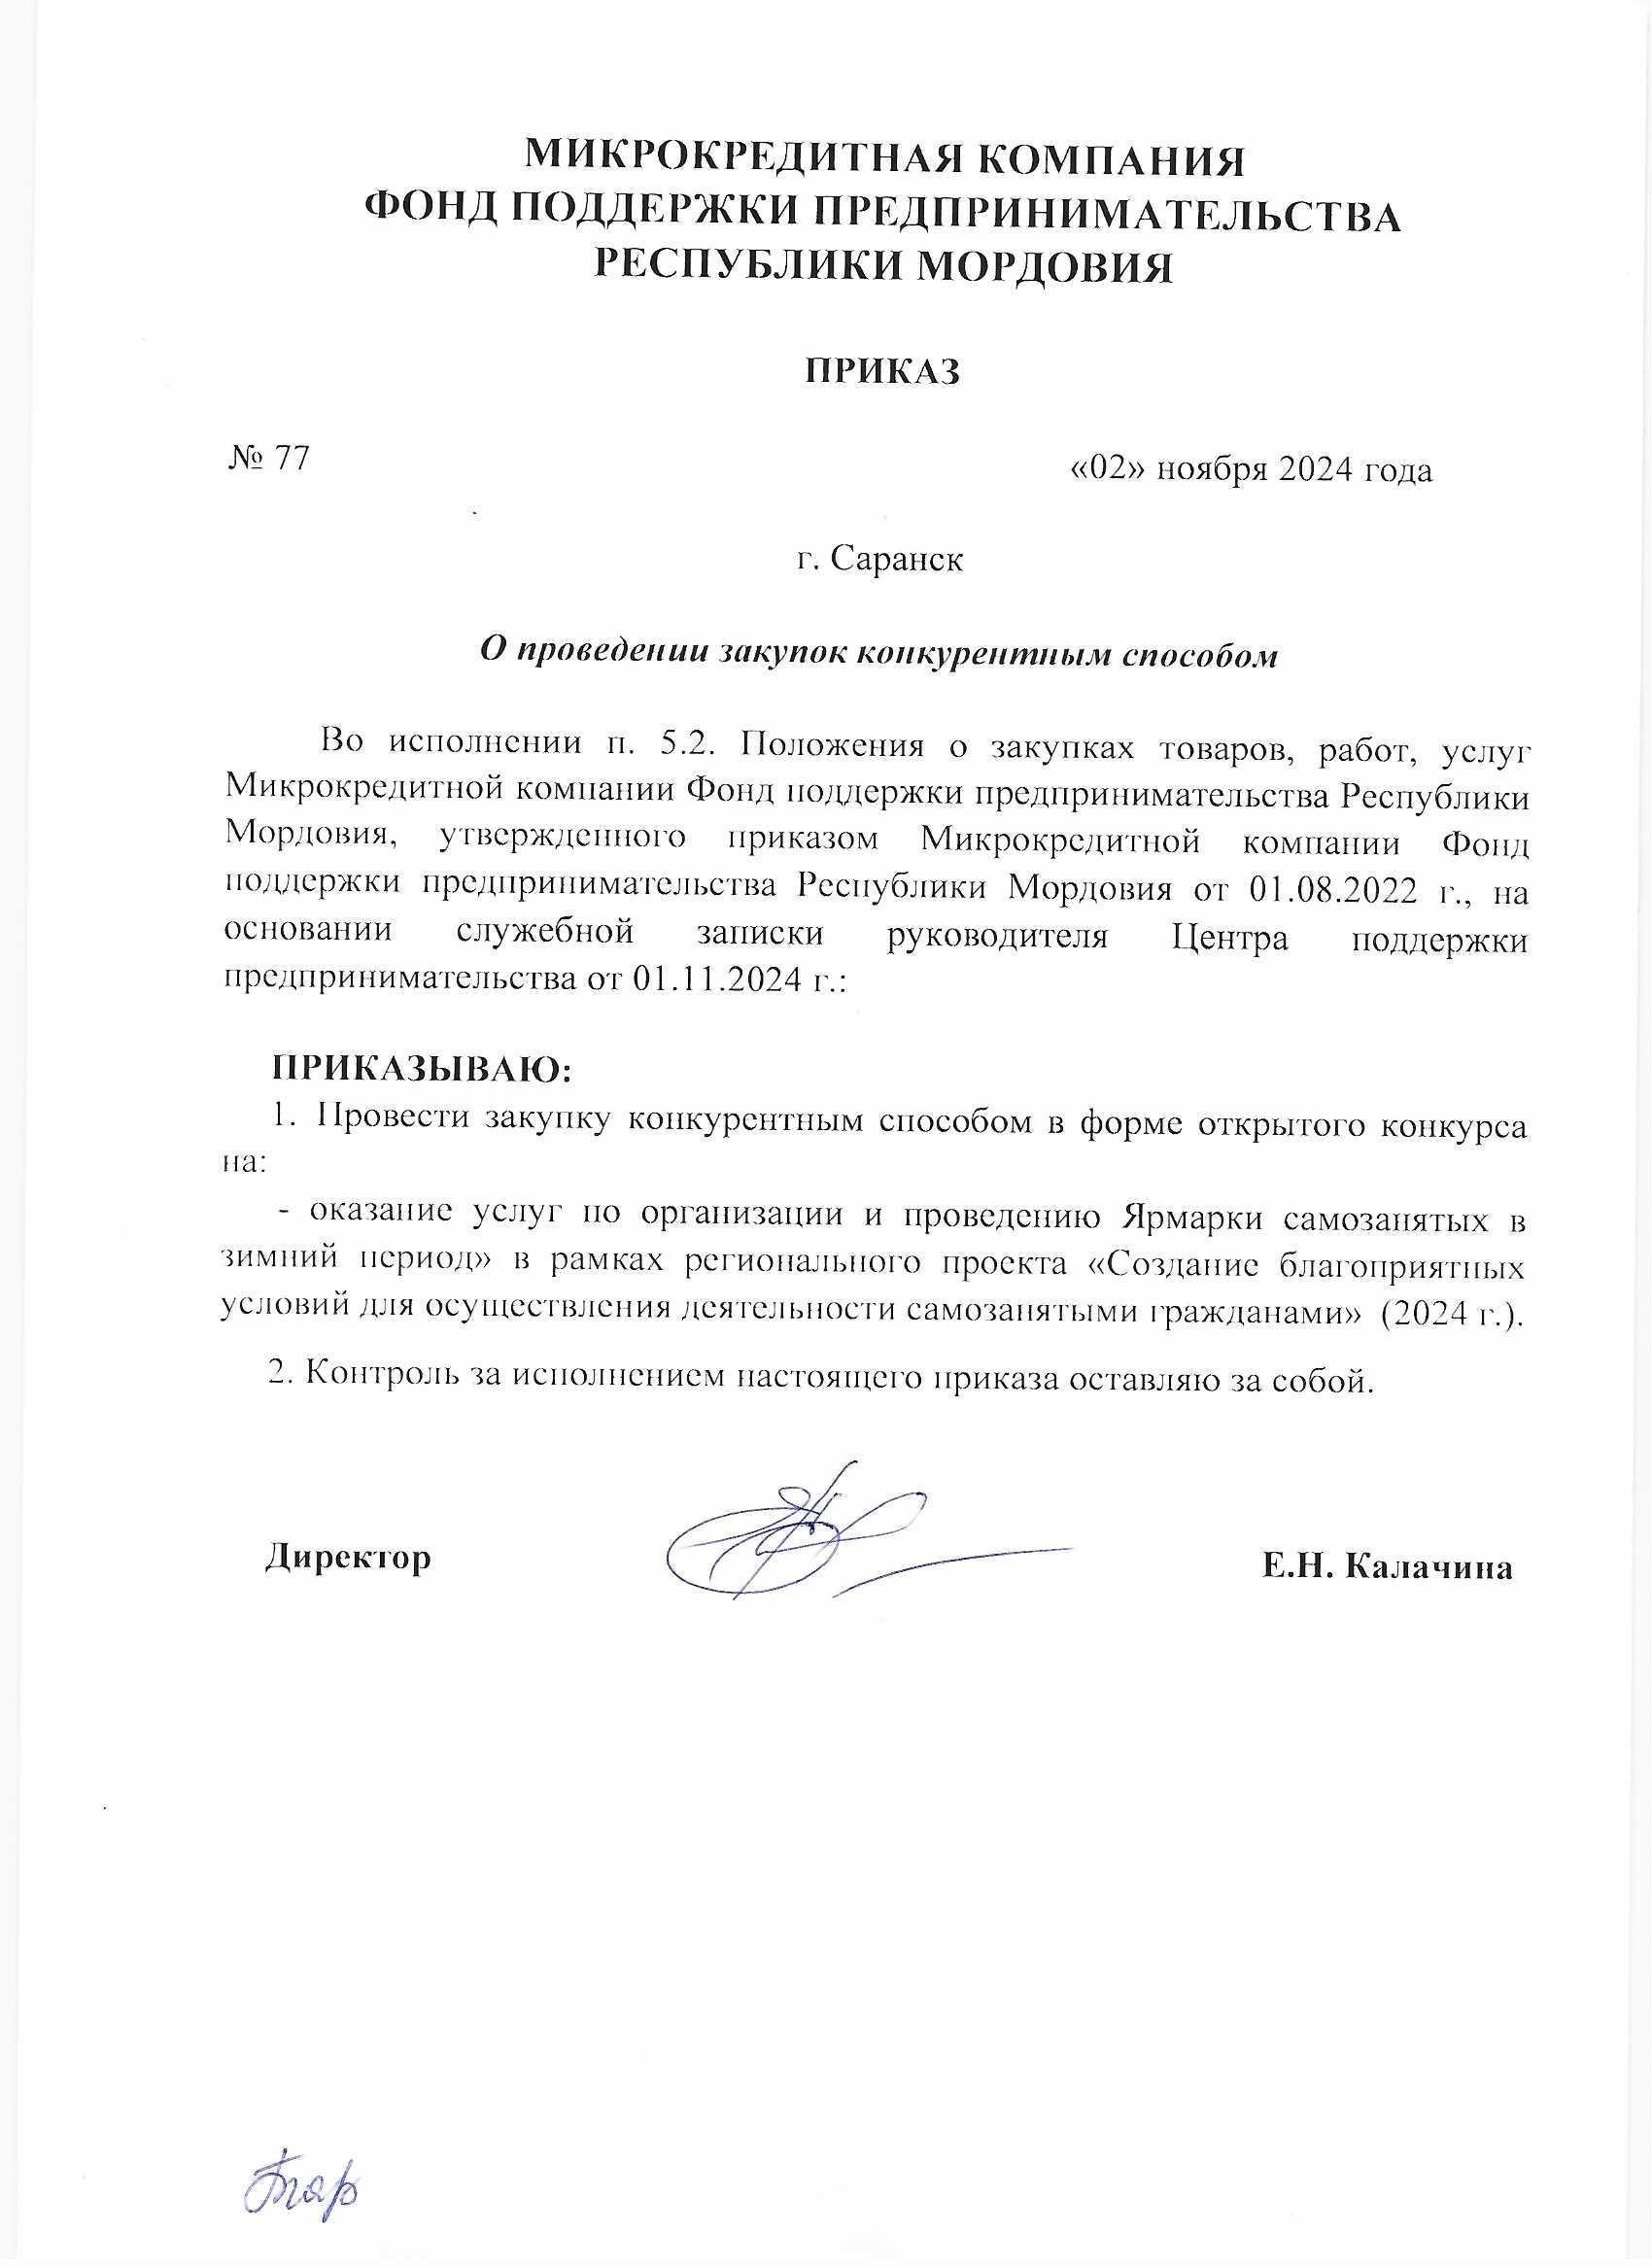 МИКРОКРЕДИТНАЯ КОМПАНИЯ
ФОНД ПОДДЕРЖКИ ПРЕДПРИНИМАТЕЛЬСТВА
РЕСПУБЛИКИ МОРДОВИЯ
ПРИКАЗ
№ 77 «02» ноября 2024 года
г. Саранск
О проведении закупок конкурентным способом
Во исполнении п. 5.2. Положения о закупках товаров, работ, услуг
Микрокредитной компании Фонд поддержки предпринимательства Республики
Мордовия, утвержденного приказом Микрокредитной компании Фонд
поддержки предпринимательства Республики Мордовия от 01.08.2022 г., на
основании служебной записки руководителя Центра поддержки
предпринимательства от 01.11.2024 г.:
ПРИКАЗЫВАЮ:
1. Провести закупку конкурентным способом в форме открытого конкурса
на:
- оказание услуг по организации и проведению Ярмарки самозанятых в
зимний период» в рамках регионального проекта «Создание благоприятных
условий для осуществления деятельности самозанятыми гражданами» (2024 г.).
2. Контроль за исполнением настоящего приказа оставляю за собой.
Директор Е.Н. Калачина